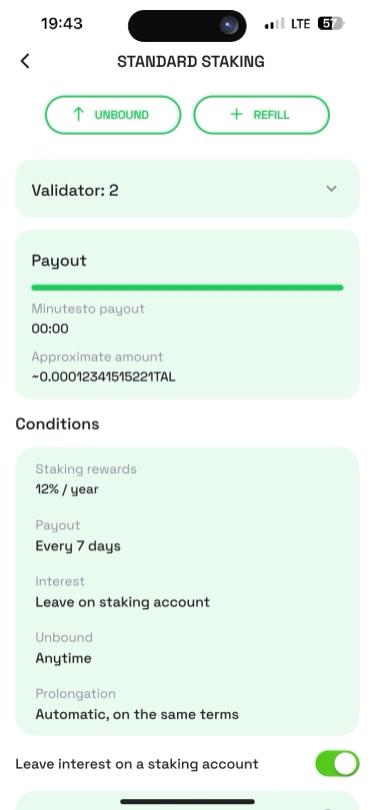 19:43
LTE
57
STANDARD STAKING
UNBOUND
REFILL
Validator: 2
Payout
Minutesto payout
00:00
Approximate amount
~0.00012341515221TAL
Conditions
Staking rewards
12% / year
Payout
Every 7 days
Interest
Leave on staking account
Unbound
Anytime
Prolongation
Automatic, on the same terms
Leave interest on a staking account